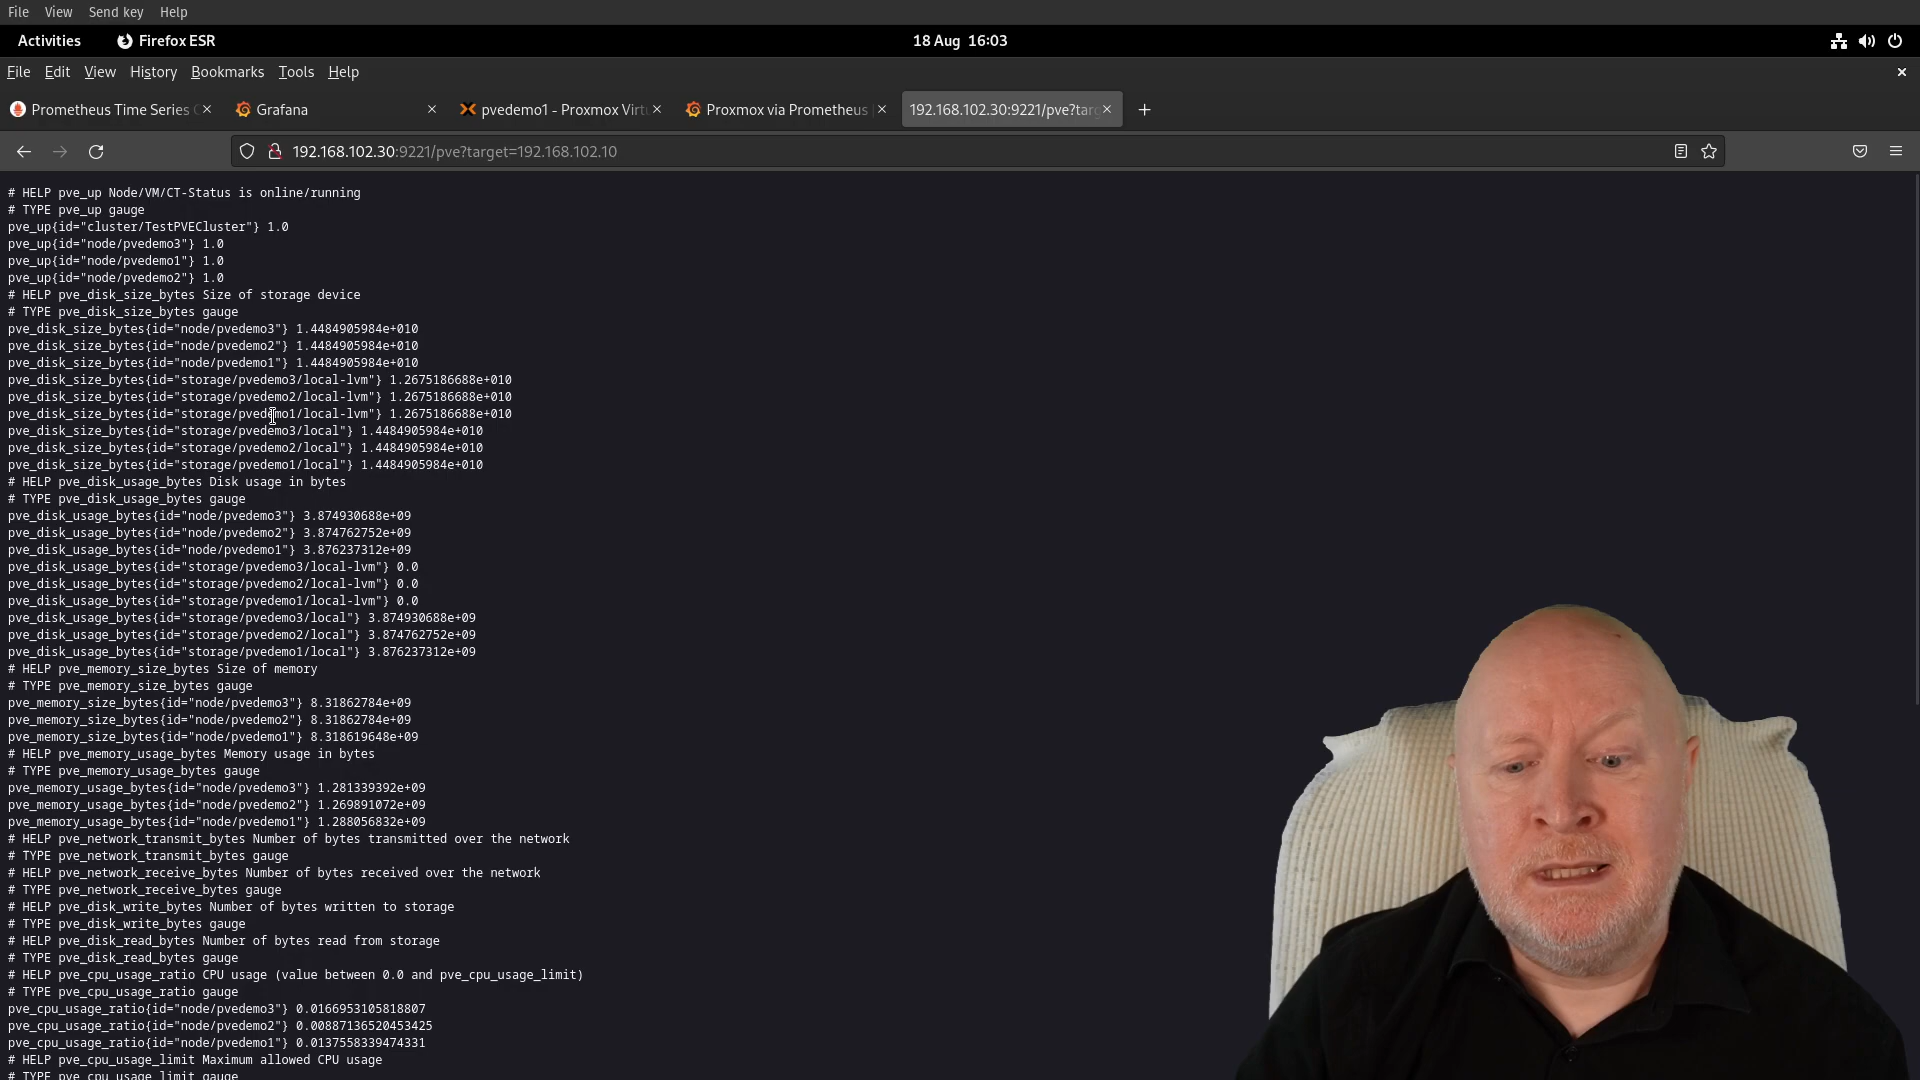 File View Send key Help
Activities Firefox ESR 18 Aug 16:03
File Edit View History Bookmarks Tools Help
Prometheus Time Series Grafana pvedemo1 - Proxmox Virtu Proxmox via Prometheus 192.168.102.30:9221/pve?targ
192.168.102.30:9221/pve?target=192.168.102.10
# HELP pve_up Node/VM/CT-Status is online/running
# TYPE pve_up gauge
pve_up{id="cluster/TestPVECluster"} 1.0
pve_up{id="node/pvedemo3"} 1.0
pve_up{id="node/pvedemo1"} 1.0
pve_up{id="node/pvedemo2"} 1.0
# HELP pve_disk_size_bytes Size of storage device
# TYPE pve_disk_size_bytes gauge
pve_disk_size_bytes{id="node/pvedemo3"} 1.4484905984e+010
pve_disk_size_bytes{id="node/pvedemo2"} 1.4484905984e+010
pve_disk_size_bytes{id="node/pvedemo1"} 1.4484905984e+010
pve_disk_size_bytes{id="storage/pvedemo3/local-lvm"} 1.2675186688e+010
pve_disk_size_bytes{id="storage/pvedemo2/local-lvm"} 1.2675186688e+010
pve_disk_size_bytes{id="storage/pvedemo1/local-lvm"} 1.2675186688e+010
pve_disk_size_bytes{id="storage/pvedemo3/local"} 1.4484905984e+010
pve_disk_size_bytes{id="storage/pvedemo2/local"} 1.4484905984e+010
pve_disk_size_bytes{id="storage/pvedemo1/local"} 1.4484905984e+010
# HELP pve_disk_usage_bytes Disk usage in bytes
# TYPE pve_disk_usage_bytes gauge
pve_disk_usage_bytes{id="node/pvedemo3"} 3.874930688e+09
pve_disk_usage_bytes{id="node/pvedemo2"} 3.874762752e+09
pve_disk_usage_bytes{id="node/pvedemo1"} 3.876237312e+09
pve_disk_usage_bytes{id="storage/pvedemo3/local-lvm"} 0.0
pve_disk_usage_bytes{id="storage/pvedemo2/local-lvm"} 0.0
pve_disk_usage_bytes{id="storage/pvedemo1/local-lvm"} 0.0
pve_disk_usage_bytes{id="storage/pvedemo3/local"} 3.874930688e+09
pve_disk_usage_bytes{id="storage/pvedemo2/local"} 3.874762752e+09
pve_disk_usage_bytes{id="storage/pvedemo1/local"} 3.876237312e+09
# HELP pve_memory_size_bytes Size of memory
# TYPE pve_memory_size_bytes gauge
pve_memory_size_bytes{id="node/pvedemo3"} 8.31862784e+09
pve_memory_size_bytes{id="node/pvedemo2"} 8.31862784e+09
pve_memory_size_bytes{id="node/pvedemo1"} 8.318619648e+09
# HELP pve_memory_usage_bytes Memory usage in bytes
# TYPE pve_memory_usage_bytes gauge
pve_memory_usage_bytes{id="node/pvedemo3"} 1.281339392e+09
pve_memory_usage_bytes{id="node/pvedemo2"} 1.269891072e+09
pve_memory_usage_bytes{id="node/pvedemo1"} 1.288056832e+09
# HELP pve_network_transmit_bytes Number of bytes transmitted over the network
# TYPE pve_network_transmit_bytes gauge
# HELP pve_network_receive_bytes Number of bytes received over the network
# TYPE pve_network_receive_bytes gauge
# HELP pve_disk_write_bytes Number of bytes written to storage
# TYPE pve_disk_write_bytes gauge
# HELP pve_disk_read_bytes Number of bytes read from storage
# TYPE pve_disk_read_bytes gauge
# HELP pve_cpu_usage_ratio CPU usage (value between 0.0 and pve_cpu_usage_limit)
# TYPE pve_cpu_usage_ratio gauge
pve_cpu_usage_ratio{id="node/pvedemo3"} 0.0166953105818807
pve_cpu_usage_ratio{id="node/pvedemo2"} 0.00887136520453425
pve_cpu_usage_ratio{id="node/pvedemo1"} 0.0137558339474331
# HELP pve_cpu_usage_limit Maximum allowed CPU usage
# TYPE pve_cpu_usage_limit gauge